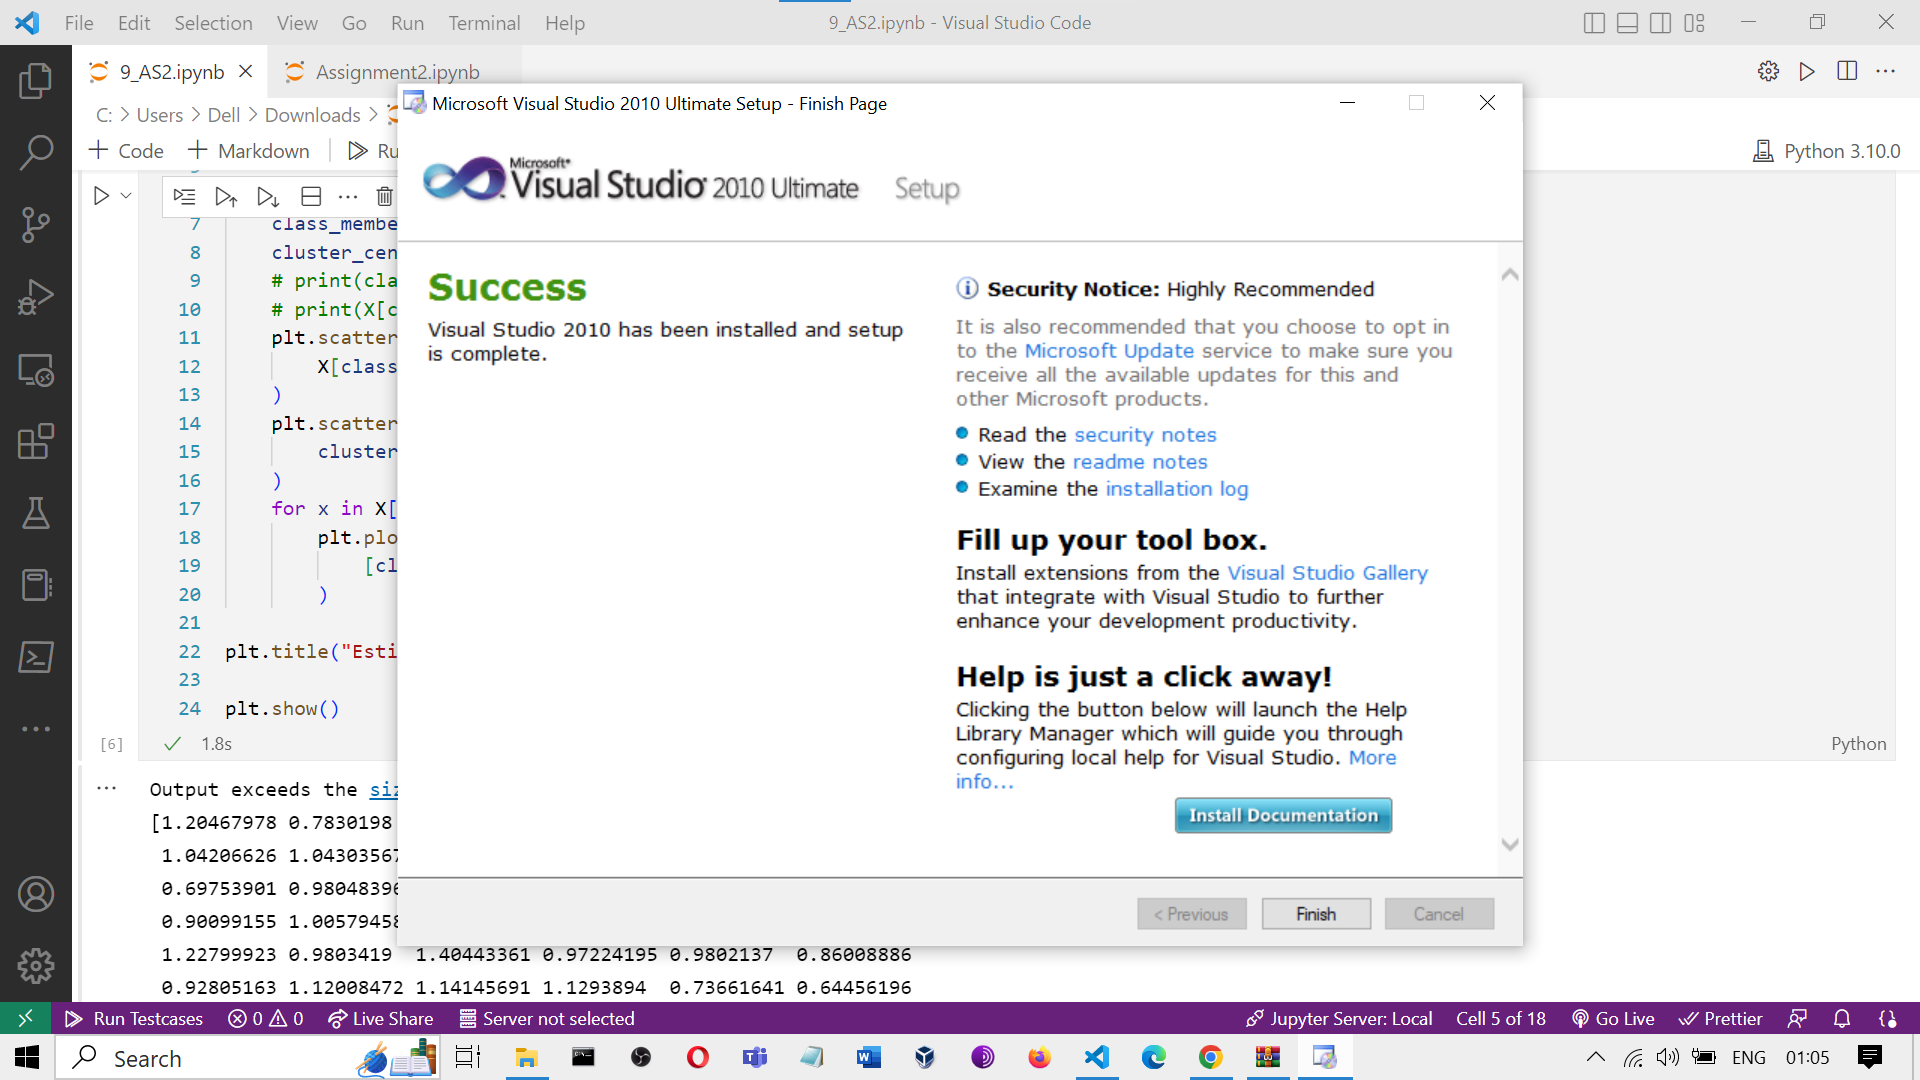 File Edit Selection View Go Run Terminal Help
9_AS2.ipynb - Visual Studio Code
9_AS2.ipynb
Assignment2.ipynb
C: > Users > Dell > Downloads >
+ Code + Markdown
Ru
Python 3.10.0
7 class_membe
8 cluster_cen
9 # print(cla
10 # print(X[c
11 plt.scatter
12 X[class
13 )
14 plt.scatter
15 cluster
16 )
17 for x in X[
18 plt.plo
19 [cl
20 )
21
22 plt.title("Esti
23
24 plt.show()
[6] 1.8s
Python
... Output exceeds the siz
[1.20467978 0.7830198
1.04206626 1.04303567
0.69753901 0.98048396
0.90099155 1.00579458
1.22799923 0.9803419 1.40443361 0.97224195 0.9802137 0.86008886
0.92805163 1.12008472 1.14145691 1.1293894 0.73661641 0.64456196
Microsoft Visual Studio 2010 Ultimate Setup - Finish Page
Microsoft®
Visual Studio 2010 Ultimate Setup
Success
Visual Studio 2010 has been installed and setup
is complete.
Security Notice: Highly Recommended
It is also recommended that you choose to opt in
to the Microsoft Update service to make sure you
receive all the available updates for this and
other Microsoft products.
Read the security notes
View the readme notes
Examine the installation log
Fill up your tool box.
Install extensions from the Visual Studio Gallery
that integrate with Visual Studio to further
enhance your development productivity.
Help is just a click away!
Clicking the button below will launch the Help
Library Manager which will guide you through
configuring local help for Visual Studio. More
info...
Install Documentation
< Previous
Finish
Cancel
Run Testcases
0 0
Live Share
Server not selected
Jupyter Server: Local
Cell 5 of 18
Go Live
Prettier
Search
ENG
01:05